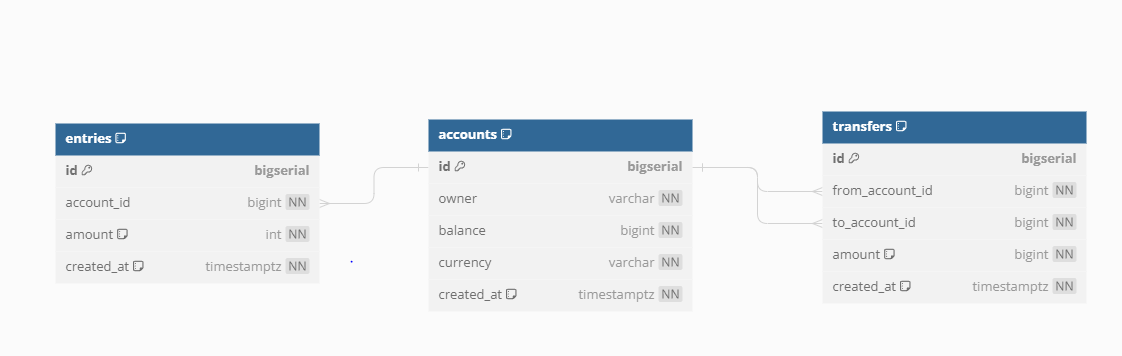 entries
id bigserial
account_id bigint NN
amount int NN
created_at timestamptz NN
accounts
id bigserial
owner varchar NN
balance bigint NN
currency varchar NN
created_at timestamptz NN
transfers
id bigserial
from_account_id bigint NN
to_account_id bigint NN
amount bigint NN
created_at timestamptz NN